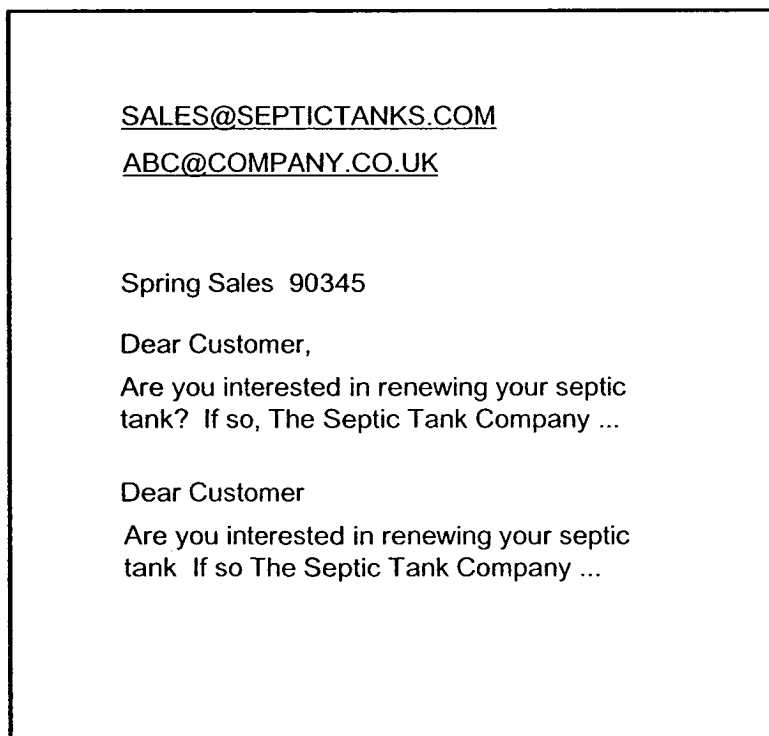 SALES@SEPTICTANKS.COM
ABC@COMPANY.CO.UK
Spring Sales 90345
Dear Customer,
Are you interested in renewing your septic
tank? If so, The Septic Tank Company ...
Dear Customer
Are you interested in renewing your septic
tank If so The Septic Tank Company ...